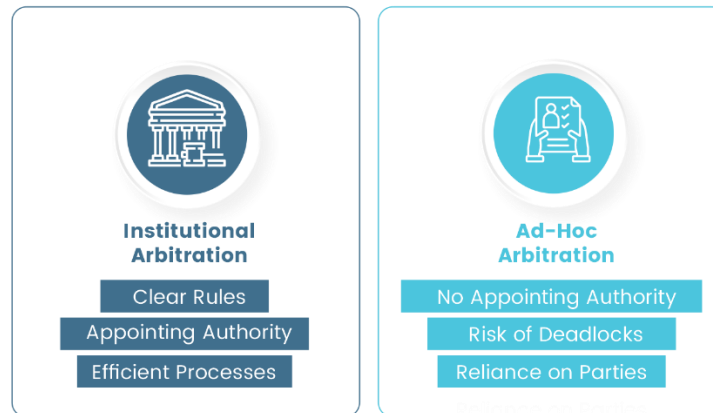 Institutional
Arbitration
Clear Rules
Appointing Authority
Efficient Processes
Ad-Hoc
Arbitration
No Appointing Authority
Risk of Deadlocks
Reliance on Parties